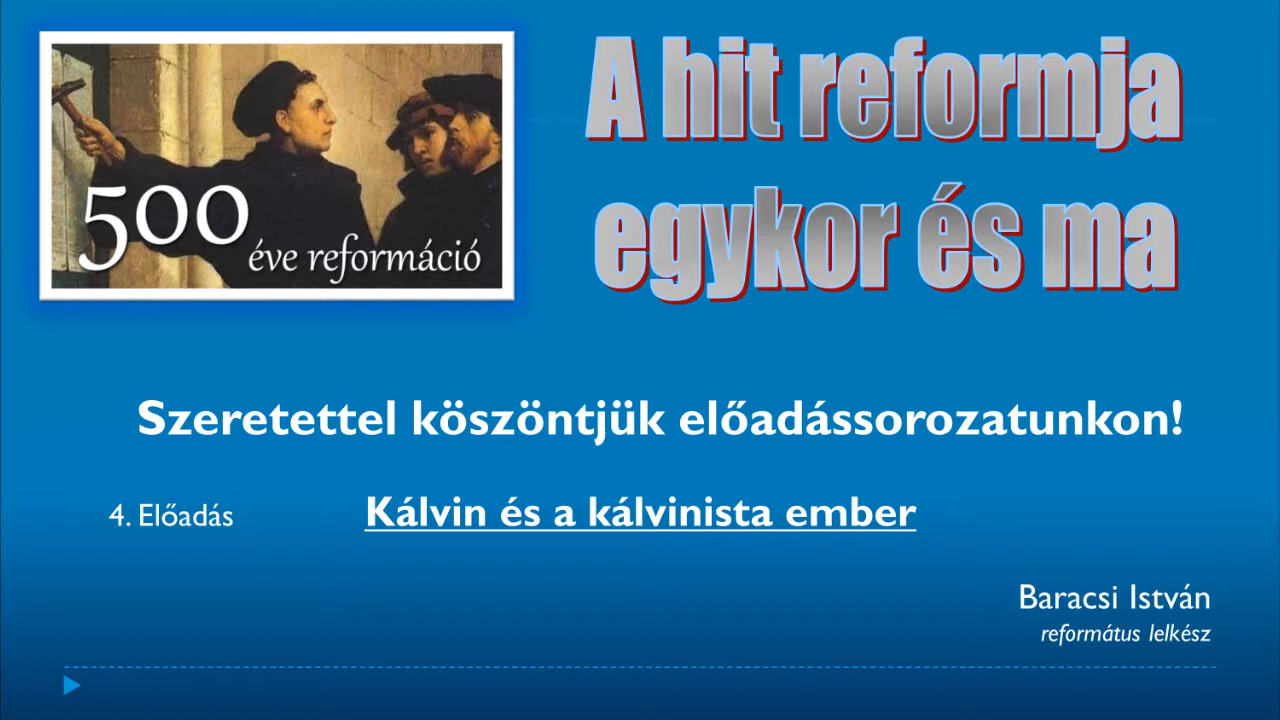 A hit reformja
egykor és ma
500
éve reformáció
Szeretettel köszöntjük előadássorozatunkon!
4. Előadás Kálvin és a kálvinista ember
Baracsi István
református lelkész